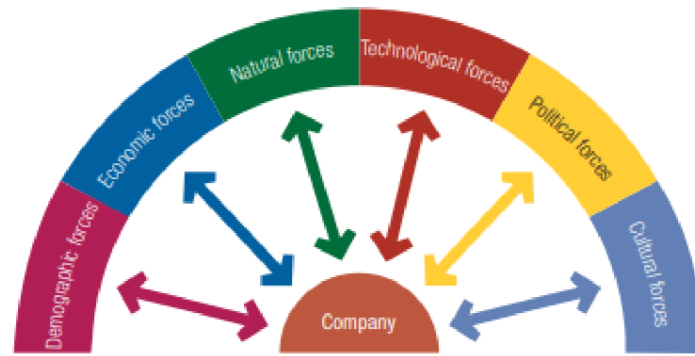 Demographic forces
Economic forces
Natural forces
Technological forces
Political forces
Cultural forces
Company